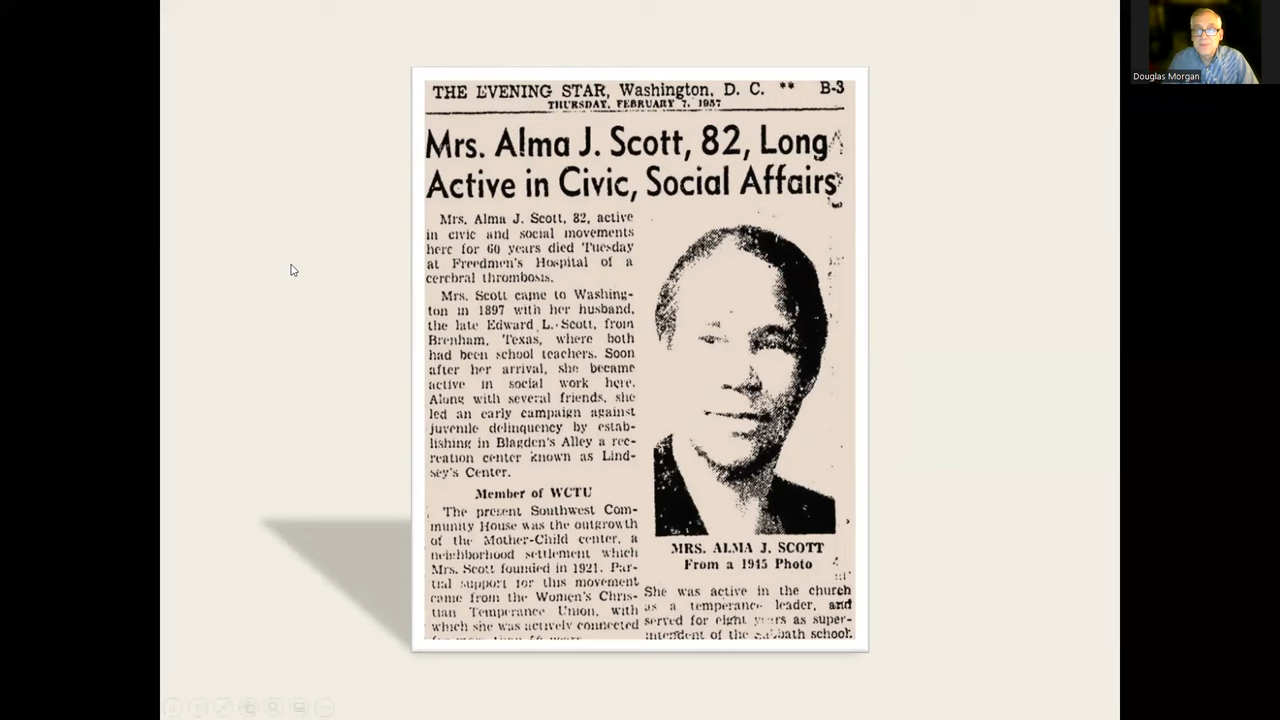 THE EVENING STAR, Washington, D. C. ** B-3
THURSDAY, FEBRUARY 7, 1957
Mrs. Alma J. Scott, 82, Long
Active in Civic, Social Affairs
Mrs. Alma J. Scott, 82, active
in civic and social movements
here for 60 years died Tuesday
at Freedmen's Hospital of a
cerebral thrombosis.
Mrs. Scott came to Washing-
ton in 1897 with her husband,
the late Edward L. Scott, from
Brenham, Texas, where both
had been school teachers. Soon
after her arrival, she became
active in social work here.
Along with several friends, she
led an early campaign against
juvenile delinquency by estab-
lishing in Blagden's Alley a rec-
reation center known as Lind-
sey's Center.
Member of WCTU
The present Southwest Com-
munity House was the outgrowth
of the Mother-Child center, a
neighborhood settlement which
Mrs. Scott founded in 1921. Par-
tial support for this movement
came from the Women's Chris-
tian Temperance Union, with
which she was actively connected
MRS. ALMA J. SCOTT
From a 1945 Photo
She was active in the church
as a temperance leader, and
served for eight years as super-
intendent of the Sabbath school.
Douglas Morgan